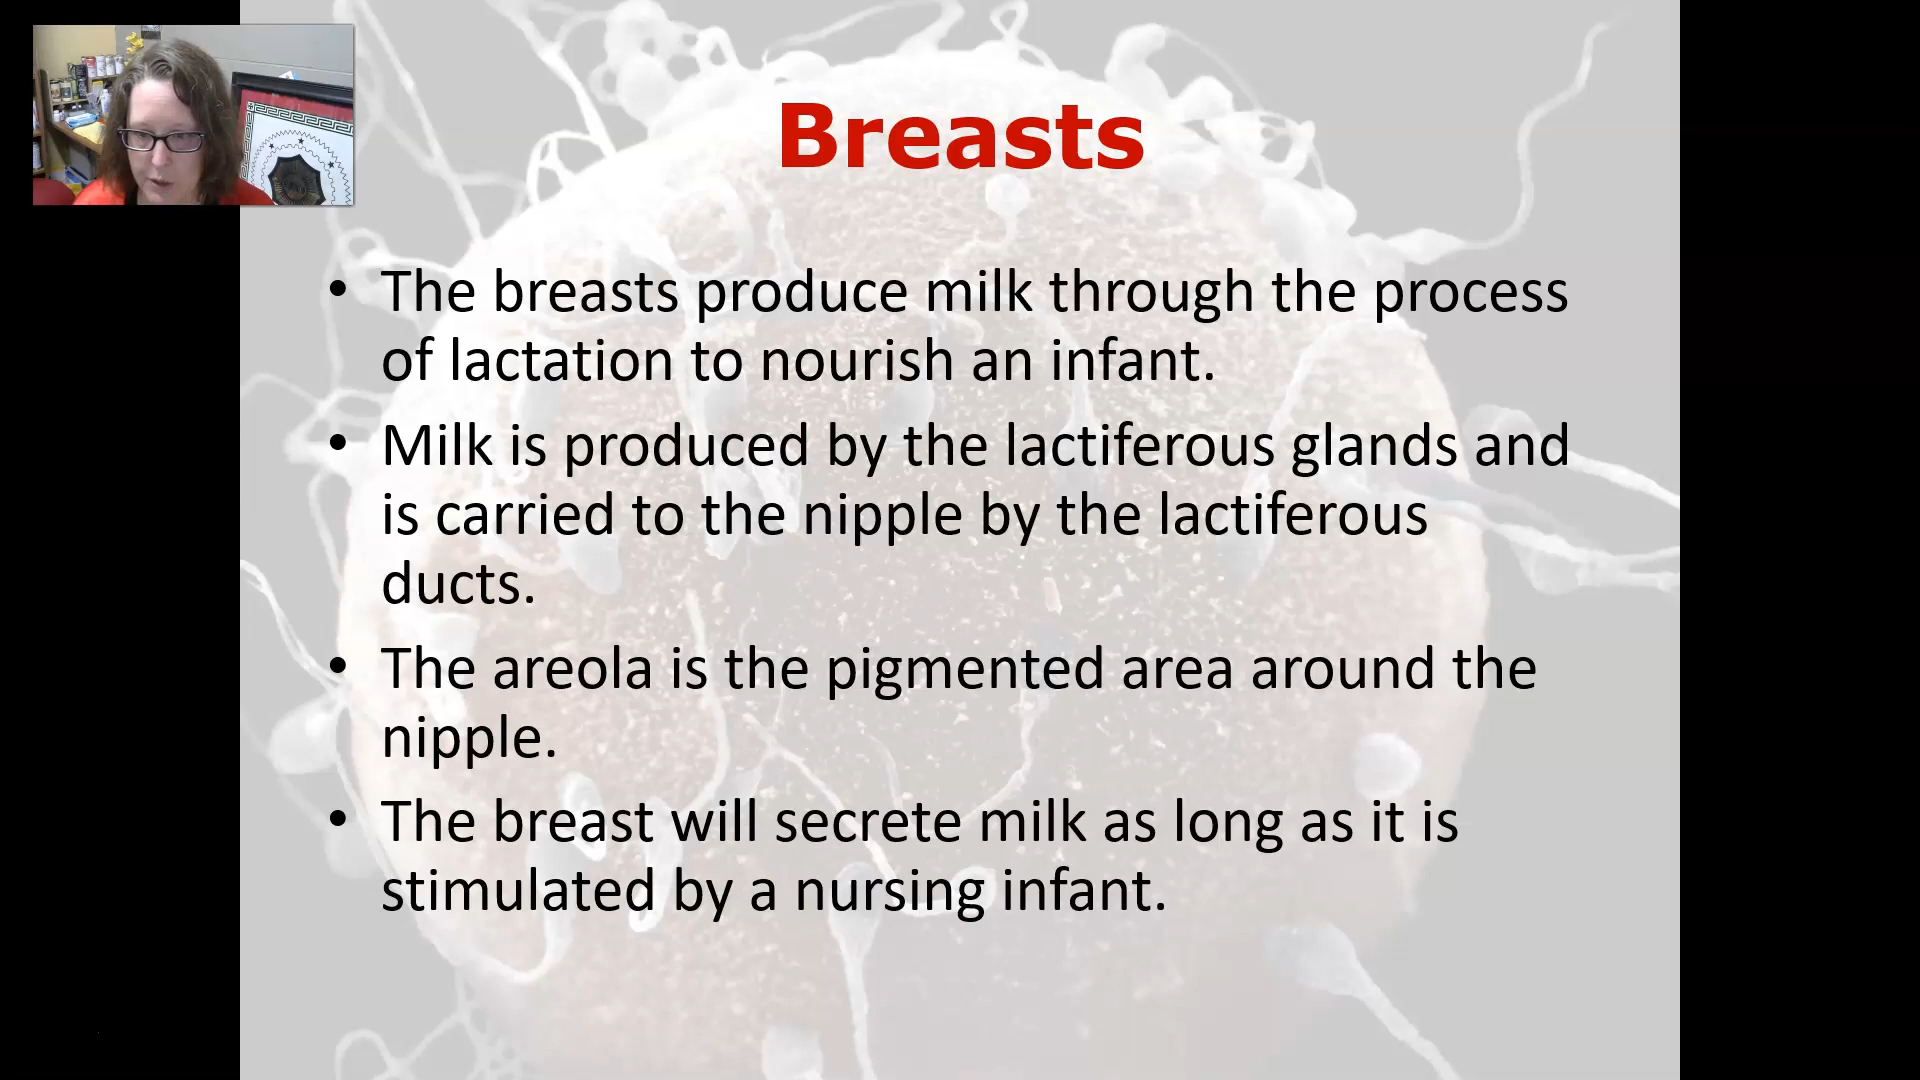 Breasts
• The breasts produce milk through the process
of lactation to nourish an infant.
• Milk is produced by the lactiferous glands and
is carried to the nipple by the lactiferous
ducts.
• The areola is the pigmented area around the
nipple.
• The breast will secrete milk as long as it is
stimulated by a nursing infant.